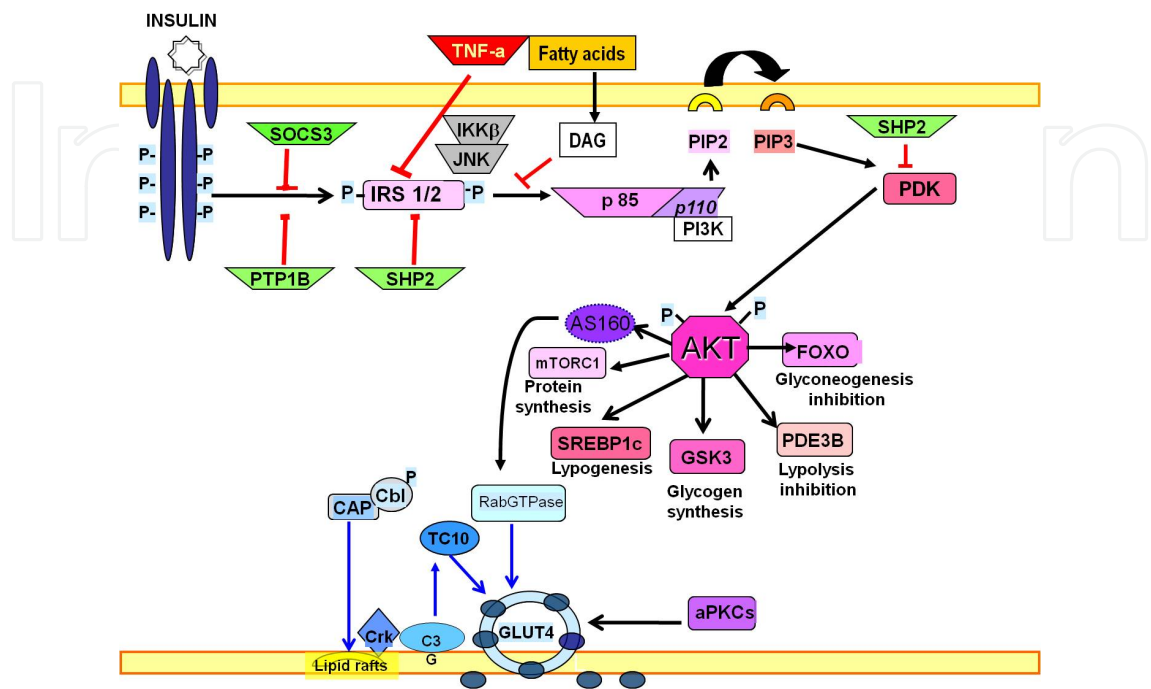 INSULIN
TNF-a
Fatty acids
SOCS3
IKKβ
JNK
DAG
PIP2
PIP3
SHP2
P-
-P
P-
-P
P-
-P
P-
IRS 1/2
-P
p 85
p110
PI3K
PDK
PTP1B
SHP2
P
P
AS160
AKT
FOXO
Glyconeogenesis
inhibition
mTORC1
Protein
synthesis
SREBP1c
Lypogenesis
GSK3
Glycogen
synthesis
PDE3B
Lypolysis
inhibition
P
Cbl
CAP
RabGTPase
TC10
aPKCs
GLUT4
Crk
C3
G
Lipid rafts